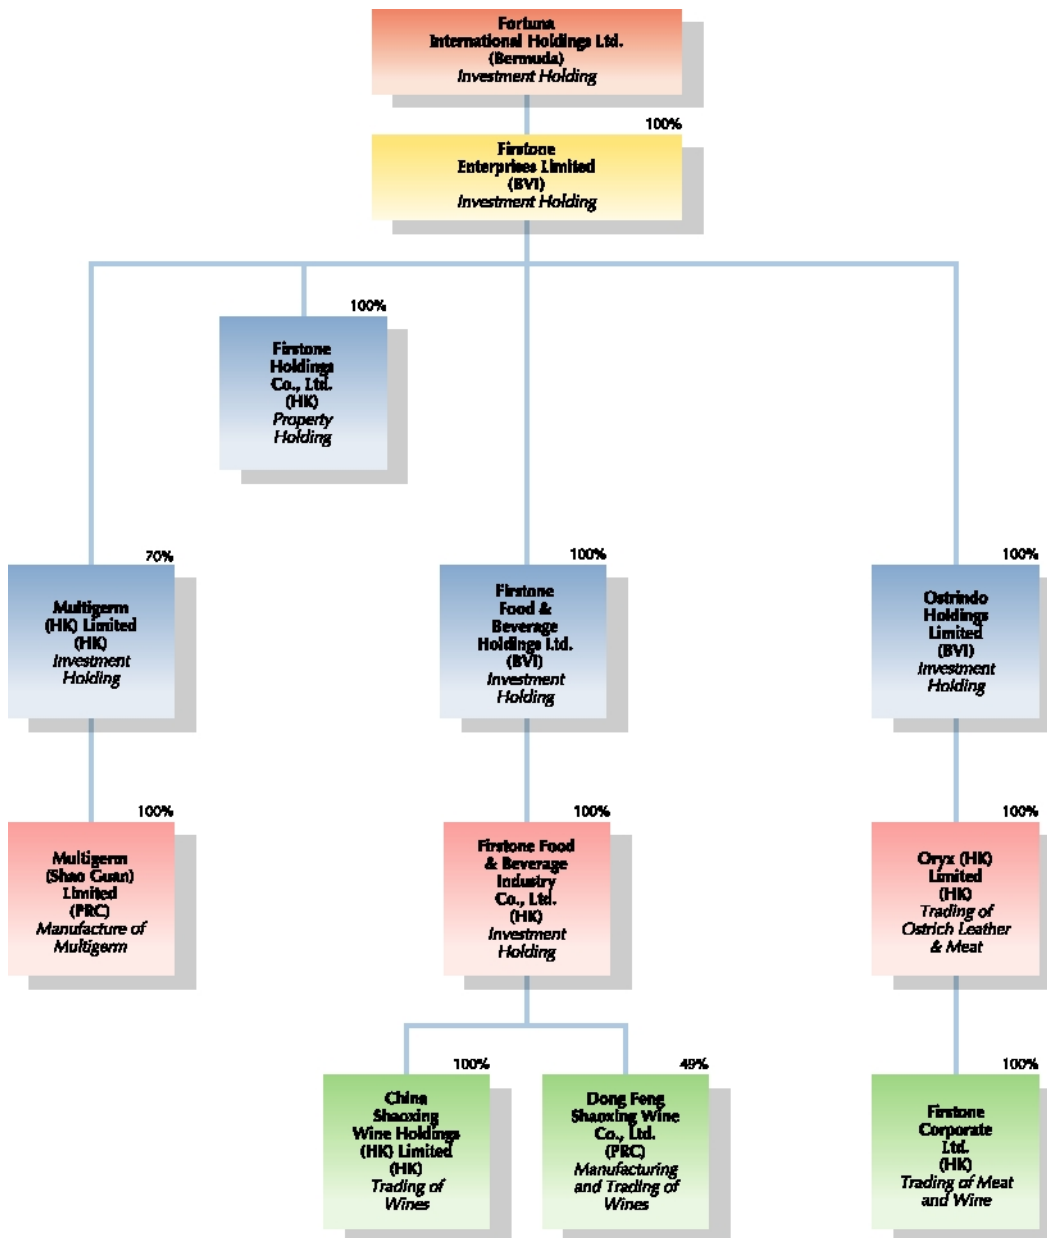 Fortuna
International Holdings Ltd.
(Bermuda)
Investment Holding
100%
Firstone
Enterprises Limited
(BVI)
Investment Holding
100%
Firstone
Holdings
Co., Ltd.
(HK)
Property
Holding
70%
Multigerm
(HK) Limited
(HK)
Investment
Holding
100%
Firstone
Food &
Beverage
Holdings Ltd.
(BVI)
Investment
Holding
100%
Ostrindo
Holdings
Limited
(BVI)
Investment
Holding
100%
Multigerm
(Shao Guan)
Limited
(PRC)
Manufacture of
Multigerm
100%
Firstone Food
& Beverage
Industry
Co., Ltd.
(HK)
Investment
Holding
100%
Oryx (HK)
Limited
(HK)
Trading of
Ostrich Leather
& Meat
100%
China
Shaoxing
Wine Holdings
(HK) Limited
(HK)
Trading of
Wines
49%
Dong Feng
Shaoxing Wine
Co., Ltd.
(PRC)
Manufacturing
and Trading of
Wines
100%
Firstone
Corporate
Ltd.
(HK)
Trading of Meat
and Wine